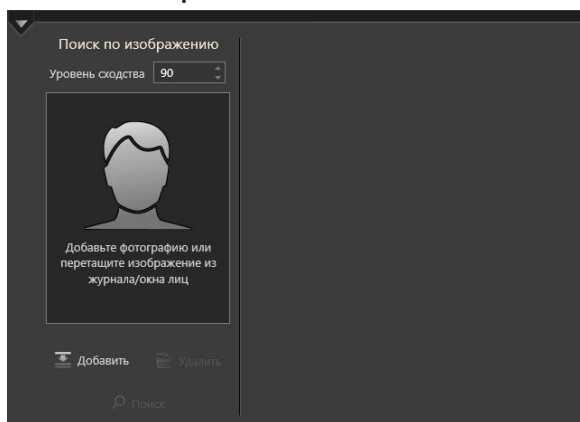 Поиск по изображению
Уровень сходства 90
Добавьте фотографию или
перетащите изображение из
журнала/окна лиц
Добавить Удалить
Поиск